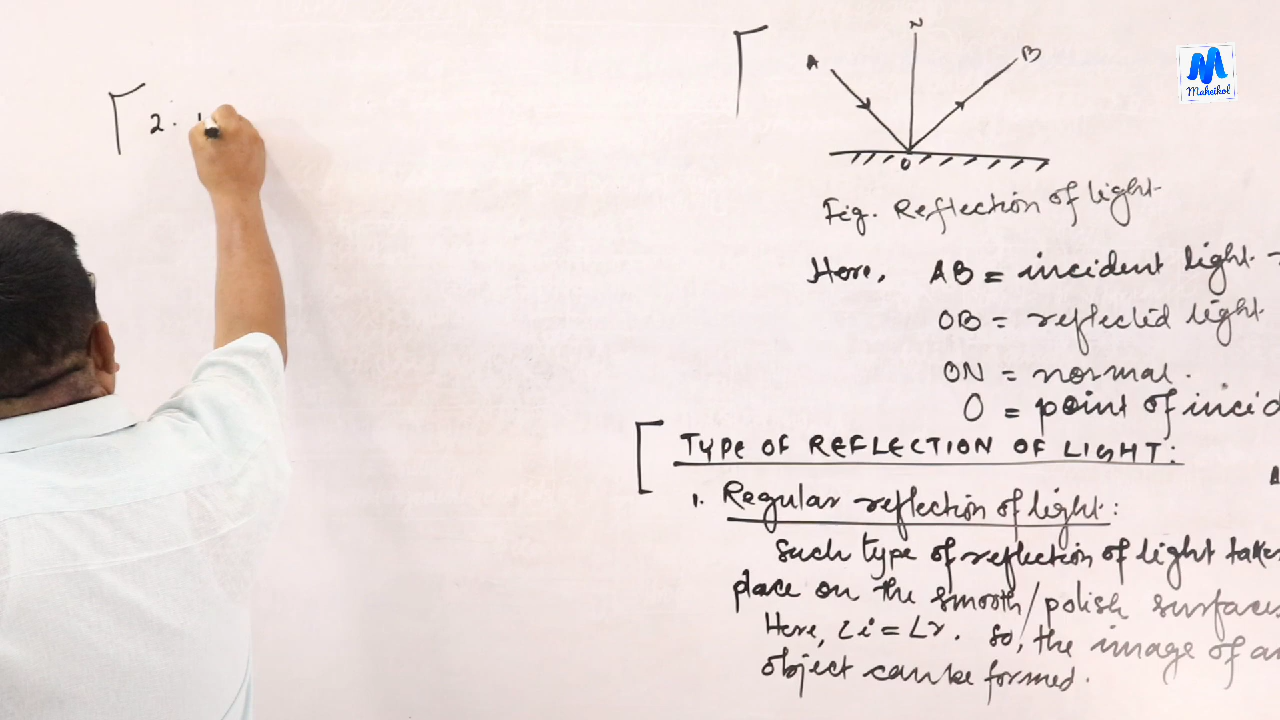 2.
N
A
B
O
Fig. Reflection of light
Here, AB = incident light
OB = reflected light
ON = normal.
O = point of incid
TYPE OF REFLECTION OF LIGHT:
1. Regular reflection of light:
Such type of reflection of light takes
place on the smooth/polish surfaces
Here, ∠i = ∠r. So, the image of an
object can be formed.
M
Maheikol